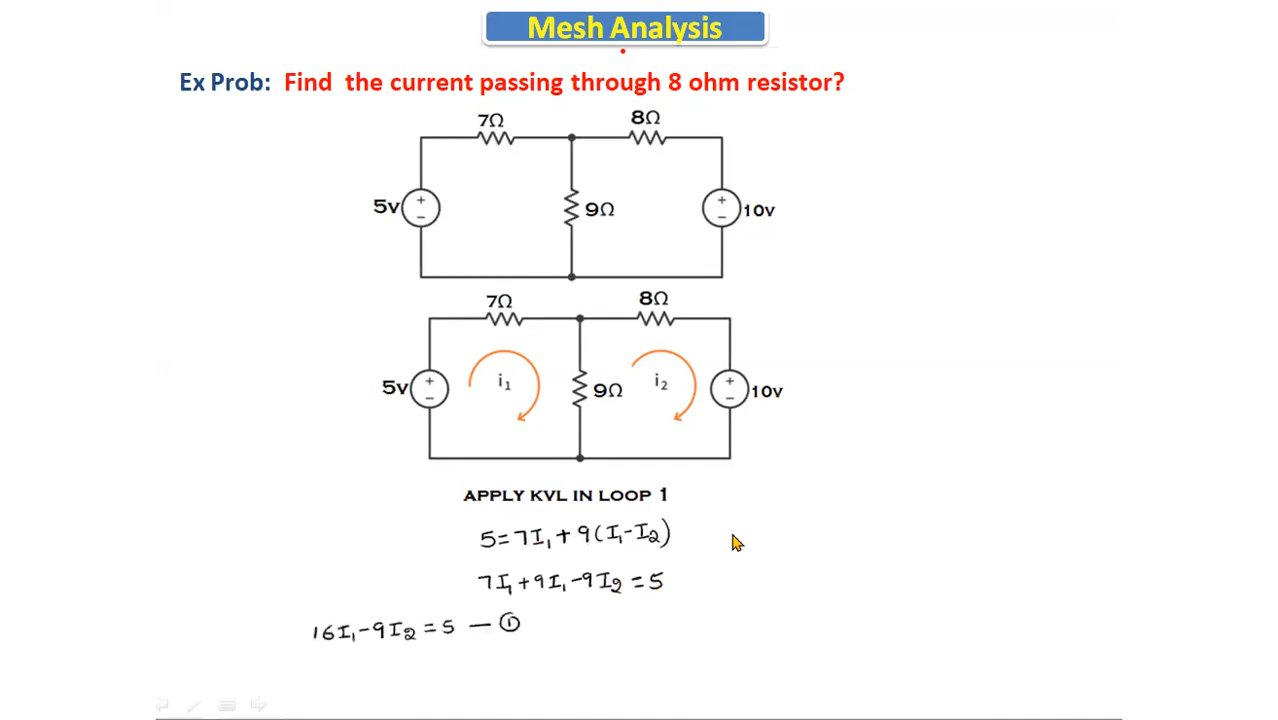 Mesh Analysis
Ex Prob: Find the current passing through 8 ohm resistor?
7Ω 8Ω
5v + − 9Ω + − 10v
7Ω 8Ω
5v + − i₁ 9Ω i₂ + − 10v
APPLY KVL IN LOOP 1
5=7I₁+9(I₁-I₂)
7I₁+9I₁-9I₂=5
16I₁-9I₂=5 — ①